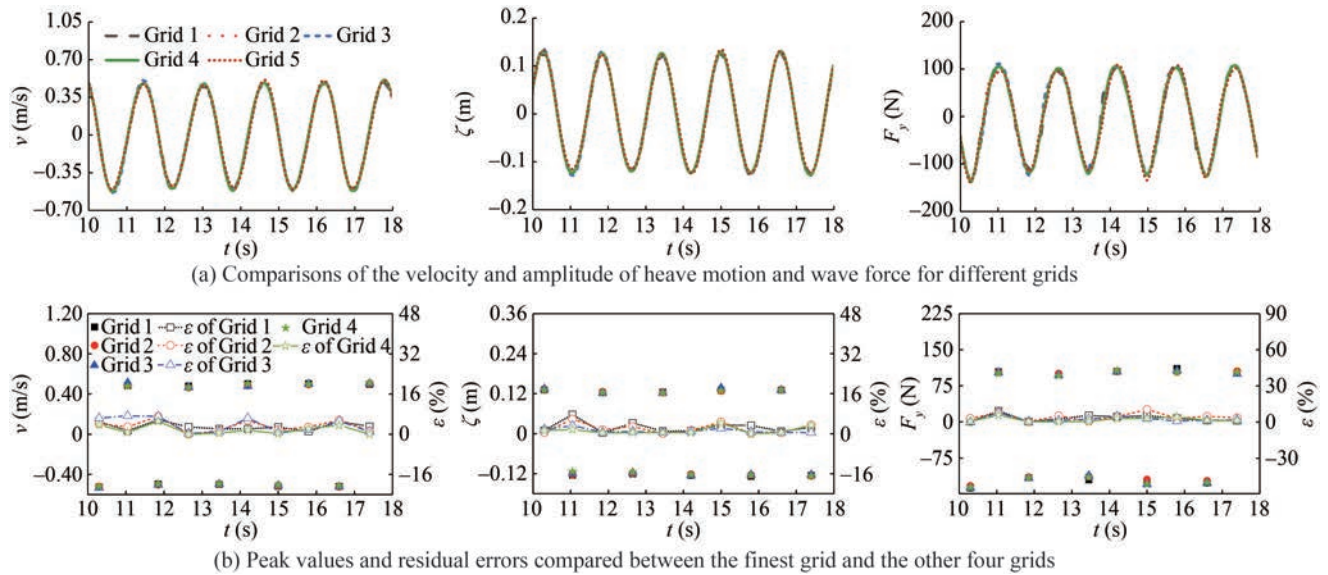 1.05
0.70
0.35
0
–0.35
–0.70
v (m/s)
Grid 1 Grid 2 Grid 3
Grid 4 Grid 5
10 11 12 13 14 15 16 17 18
t (s)
0.2
0.1
0
–0.1
–0.2
ζ (m)
10 11 12 13 14 15 16 17 18
t (s)
200
100
0
–100
–200
F_y (N)
10 11 12 13 14 15 16 17 18
t (s)
(a) Comparisons of the velocity and amplitude of heave motion and wave force for different grids
1.20
0.80
0.40
0
–0.40
v (m/s)
Grid 1 ε of Grid 1 Grid 4
Grid 2 ε of Grid 2 ε of Grid 4
Grid 3 ε of Grid 3
48
32
16
0
–16
ε (%)
10 11 12 13 14 15 16 17 18
t (s)
0.36
0.24
0.12
0
–0.12
ζ (m)
48
32
16
0
–16
ε (%)
10 11 12 13 14 15 16 17 18
t (s)
225
150
75
0
–75
F_y (N)
90
60
30
0
–30
ε (%)
10 11 12 13 14 15 16 17 18
t (s)
(b) Peak values and residual errors compared between the finest grid and the other four grids